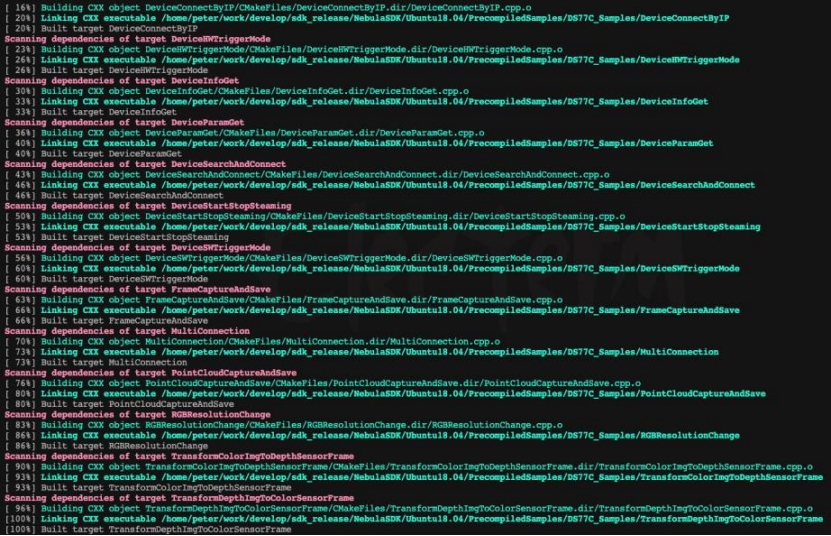 [ 16%] Building CXX object DeviceConnectByIP/CMakeFiles/DeviceConnectByIP.dir/DeviceConnectByIP.cpp.o
[ 20%] Linking CXX executable /home/peter/work/develop/sdk_release/NebulaSDK/Ubuntu18.04/PrecompiledSamples/DS77C_Samples/DeviceConnectByIP
[ 20%] Built target DeviceConnectByIP
Scanning dependencies of target DeviceHWTriggerMode
[ 23%] Building CXX object DeviceHWTriggerMode/CMakeFiles/DeviceHWTriggerMode.dir/DeviceHWTriggerMode.cpp.o
[ 26%] Linking CXX executable /home/peter/work/develop/sdk_release/NebulaSDK/Ubuntu18.04/PrecompiledSamples/DS77C_Samples/DeviceHWTriggerMode
[ 26%] Built target DeviceHWTriggerMode
Scanning dependencies of target DeviceInfoGet
[ 30%] Building CXX object DeviceInfoGet/CMakeFiles/DeviceInfoGet.dir/DeviceInfoGet.cpp.o
[ 33%] Linking CXX executable /home/peter/work/develop/sdk_release/NebulaSDK/Ubuntu18.04/PrecompiledSamples/DS77C_Samples/DeviceInfoGet
[ 33%] Built target DeviceInfoGet
Scanning dependencies of target DeviceParamGet
[ 36%] Building CXX object DeviceParamGet/CMakeFiles/DeviceParamGet.dir/DeviceParamGet.cpp.o
[ 40%] Linking CXX executable /home/peter/work/develop/sdk_release/NebulaSDK/Ubuntu18.04/PrecompiledSamples/DS77C_Samples/DeviceParamGet
[ 40%] Built target DeviceParamGet
Scanning dependencies of target DeviceSearchAndConnect
[ 43%] Building CXX object DeviceSearchAndConnect/CMakeFiles/DeviceSearchAndConnect.dir/DeviceSearchAndConnect.cpp.o
[ 46%] Linking CXX executable /home/peter/work/develop/sdk_release/NebulaSDK/Ubuntu18.04/PrecompiledSamples/DS77C_Samples/DeviceSearchAndConnect
[ 46%] Built target DeviceSearchAndConnect
Scanning dependencies of target DeviceStartStopSteaming
[ 50%] Building CXX object DeviceStartStopSteaming/CMakeFiles/DeviceStartStopSteaming.dir/DeviceStartStopSteaming.cpp.o
[ 53%] Linking CXX executable /home/peter/work/develop/sdk_release/NebulaSDK/Ubuntu18.04/PrecompiledSamples/DS77C_Samples/DeviceStartStopSteaming
[ 53%] Built target DeviceStartStopSteaming
Scanning dependencies of target DeviceSWTriggerMode
[ 56%] Building CXX object DeviceSWTriggerMode/CMakeFiles/DeviceSWTriggerMode.dir/DeviceSWTriggerMode.cpp.o
[ 60%] Linking CXX executable /home/peter/work/develop/sdk_release/NebulaSDK/Ubuntu18.04/PrecompiledSamples/DS77C_Samples/DeviceSWTriggerMode
[ 60%] Built target DeviceSWTriggerMode
Scanning dependencies of target FrameCaptureAndSave
[ 63%] Building CXX object FrameCaptureAndSave/CMakeFiles/FrameCaptureAndSave.dir/FrameCaptureAndSave.cpp.o
[ 66%] Linking CXX executable /home/peter/work/develop/sdk_release/NebulaSDK/Ubuntu18.04/PrecompiledSamples/DS77C_Samples/FrameCaptureAndSave
[ 66%] Built target FrameCaptureAndSave
Scanning dependencies of target MultiConnection
[ 70%] Building CXX object MultiConnection/CMakeFiles/MultiConnection.dir/MultiConnection.cpp.o
[ 73%] Linking CXX executable /home/peter/work/develop/sdk_release/NebulaSDK/Ubuntu18.04/PrecompiledSamples/DS77C_Samples/MultiConnection
[ 73%] Built target MultiConnection
Scanning dependencies of target PointCloudCaptureAndSave
[ 76%] Building CXX object PointCloudCaptureAndSave/CMakeFiles/PointCloudCaptureAndSave.dir/PointCloudCaptureAndSave.cpp.o
[ 80%] Linking CXX executable /home/peter/work/develop/sdk_release/NebulaSDK/Ubuntu18.04/PrecompiledSamples/DS77C_Samples/PointCloudCaptureAndSave
[ 80%] Built target PointCloudCaptureAndSave
Scanning dependencies of target RGBResolutionChange
[ 83%] Building CXX object RGBResolutionChange/CMakeFiles/RGBResolutionChange.dir/RGBResolutionChange.cpp.o
[ 86%] Linking CXX executable /home/peter/work/develop/sdk_release/NebulaSDK/Ubuntu18.04/PrecompiledSamples/DS77C_Samples/RGBResolutionChange
[ 86%] Built target RGBResolutionChange
Scanning dependencies of target TransformColorImgToDepthSensorFrame
[ 90%] Building CXX object TransformColorImgToDepthSensorFrame/CMakeFiles/TransformColorImgToDepthSensorFrame.dir/TransformColorImgToDepthSensorFrame.cpp.o
[ 93%] Linking CXX executable /home/peter/work/develop/sdk_release/NebulaSDK/Ubuntu18.04/PrecompiledSamples/DS77C_Samples/TransformColorImgToDepthSensorFrame
[ 93%] Built target TransformColorImgToDepthSensorFrame
Scanning dependencies of target TransformDepthImgToColorSensorFrame
[ 96%] Building CXX object TransformDepthImgToColorSensorFrame/CMakeFiles/TransformDepthImgToColorSensorFrame.dir/TransformDepthImgToColorSensorFrame.cpp.o
[100%] Linking CXX executable /home/peter/work/develop/sdk_release/NebulaSDK/Ubuntu18.04/PrecompiledSamples/DS77C_Samples/TransformDepthImgToColorSensorFrame
[100%] Built target TransformDepthImgToColorSensorFrame